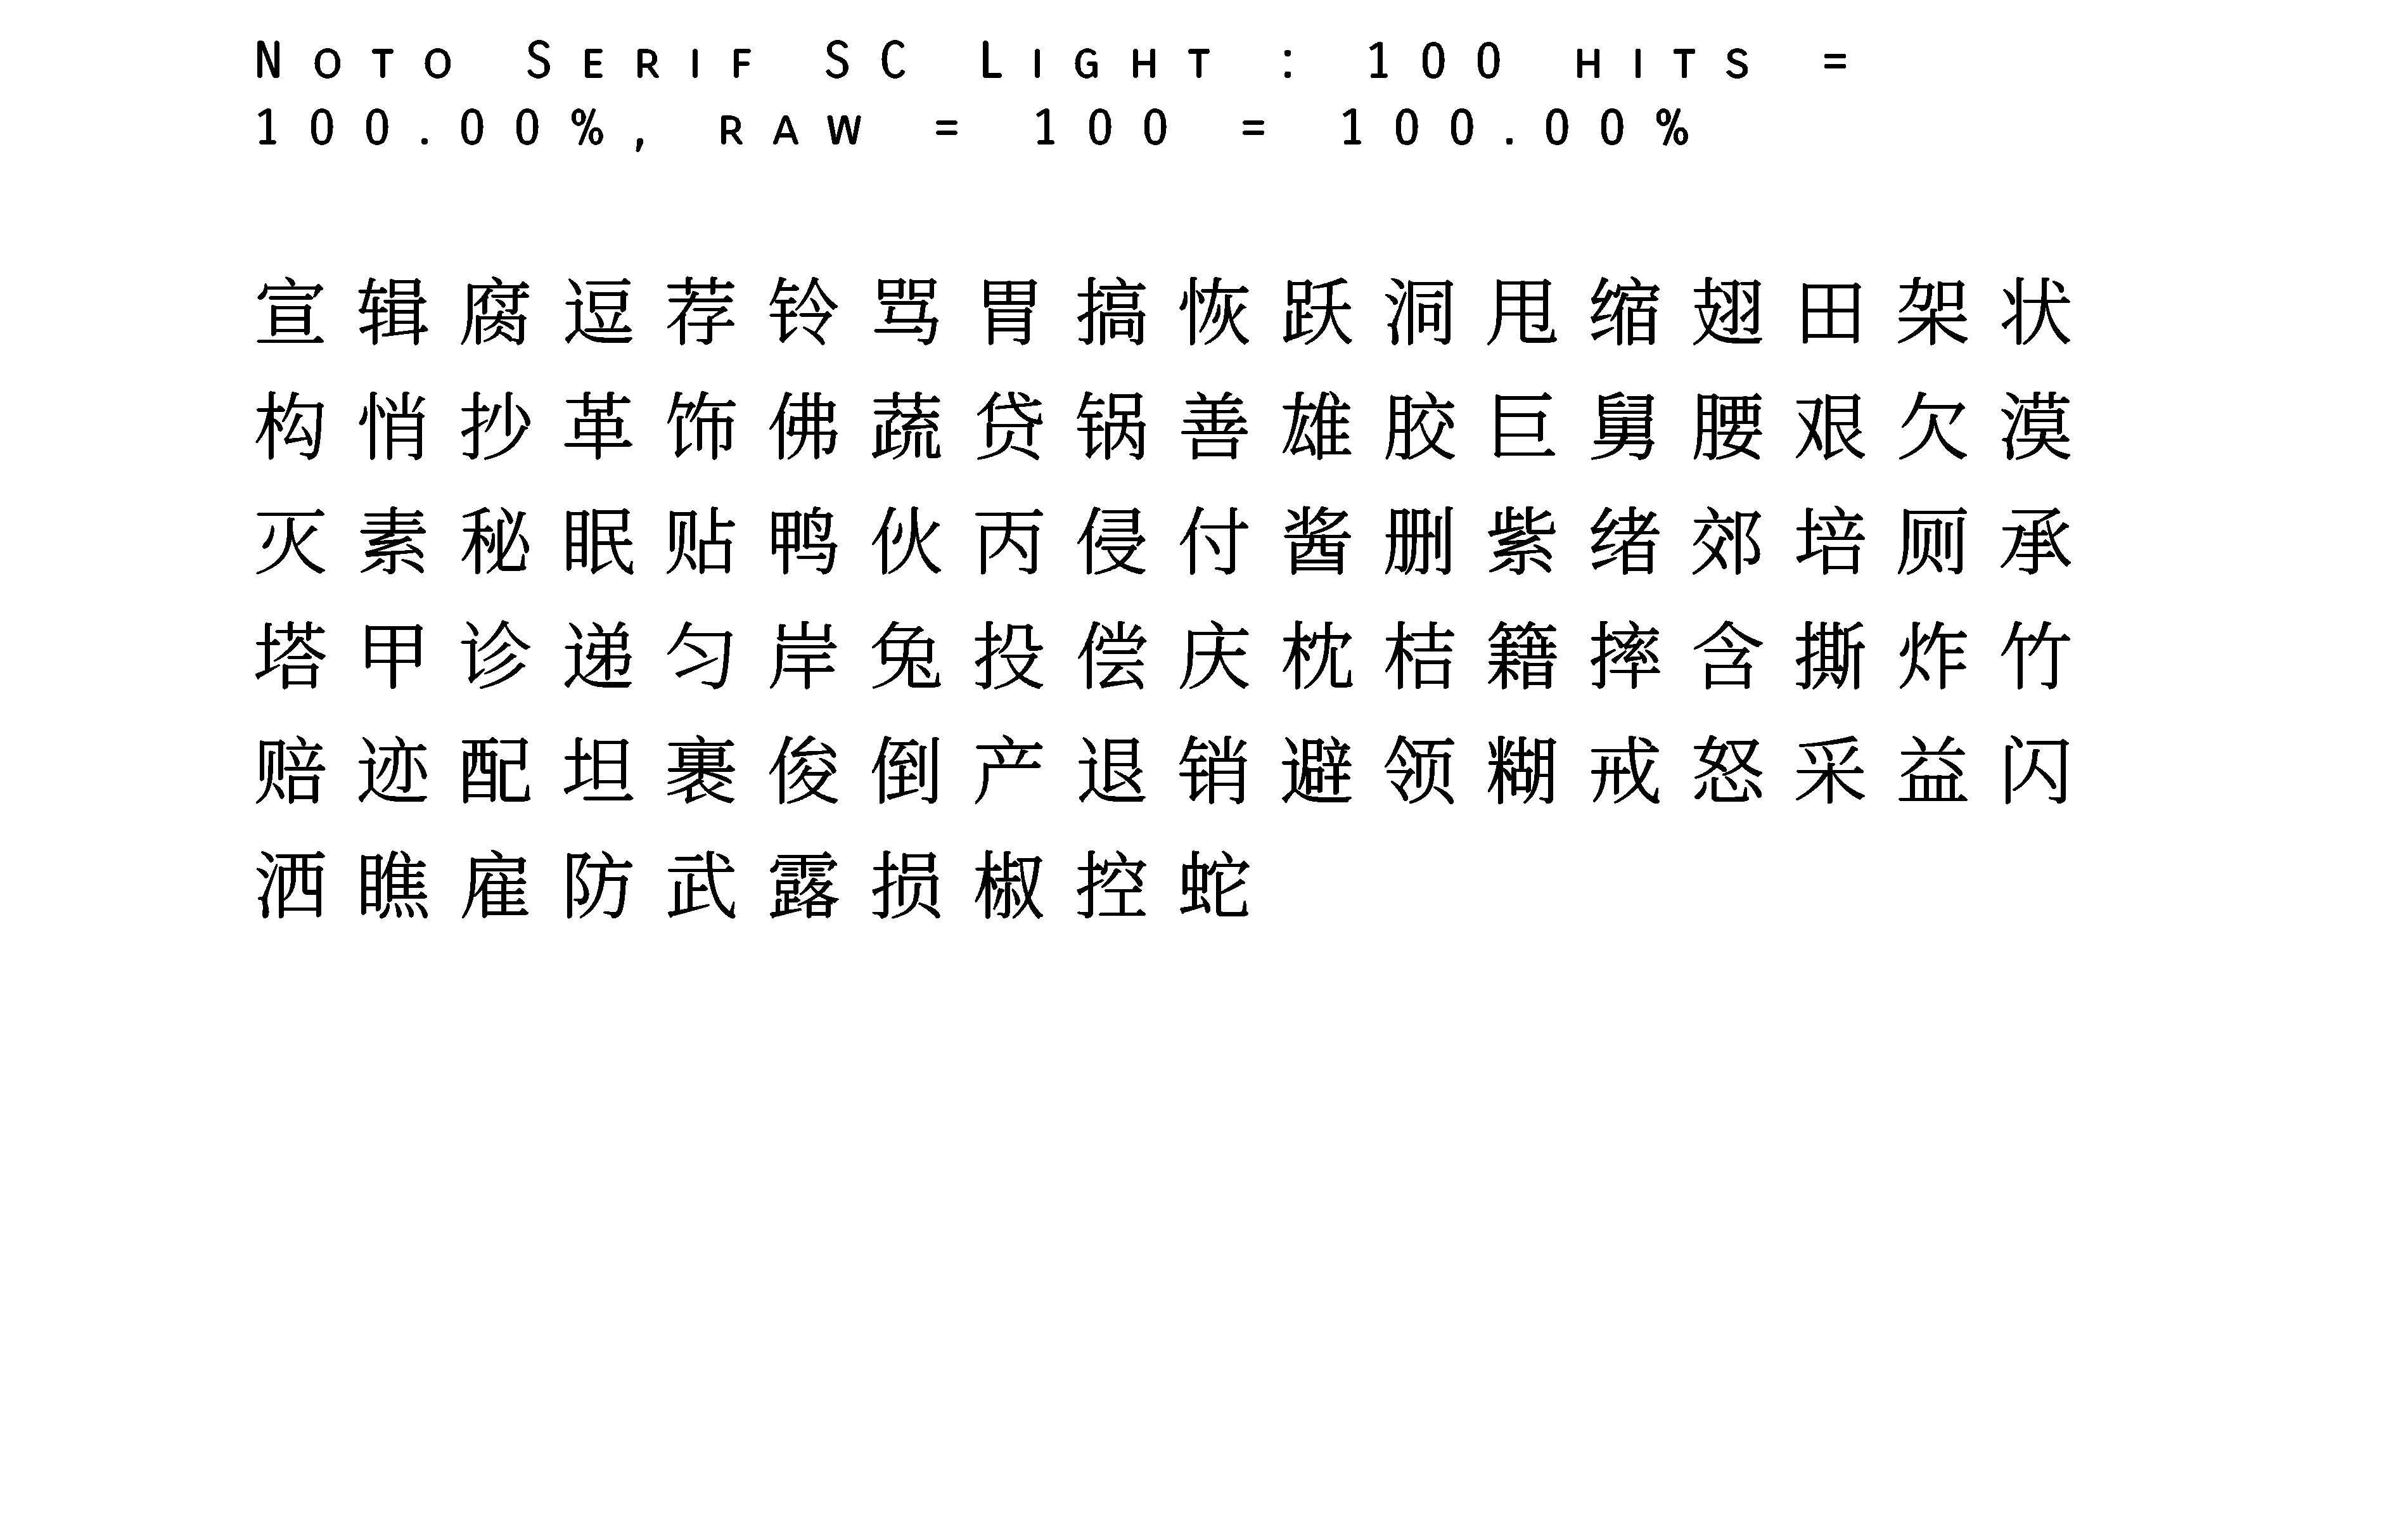 Noto Serif SC Light : 100 hits =
100.00%, raw = 100 = 100.00%
宣辑腐逗荐铃骂胃搞恢跃洞甩缩翅田架状
构悄抄革饰佛蔬贷锅善雄胶巨舅腰艰欠漠
灭素秘眠贴鸭伙丙侵付酱删紫绪郊培厕承
塔甲诊递匀岸兔投偿庆枕桔籍摔含撕炸竹
赔迹配坦裹俊倒产退销避领糊戒怒采益闪
洒瞧雇防武露损椒控蛇